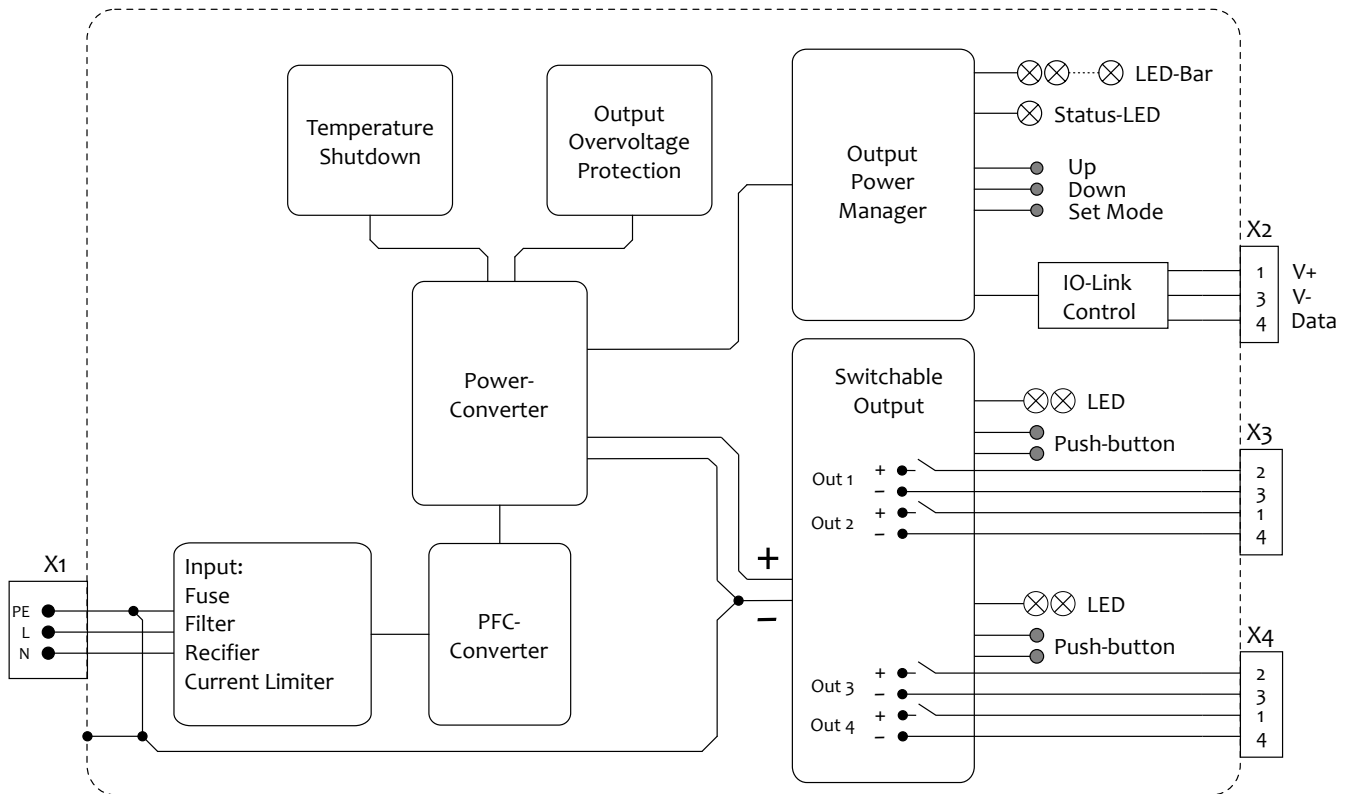 Temperature
Shutdown
Output
Overvoltage
Protection
Output
Power
Manager
LED-Bar
Status-LED
Up
Down
Set Mode
X2
IO-Link
Control
1 V+
3 V-
4 Data
Power-
Converter
Switchable
Output
LED
Push-button
X3
Out 1 + 2
− 3
Out 2 + 1
− 4
X1
PE
L
N
Input:
Fuse
Filter
Rectifier
Current Limiter
PFC-
Converter
+
−
LED
Push-button
X4
Out 3 + 2
− 3
Out 4 + 1
− 4